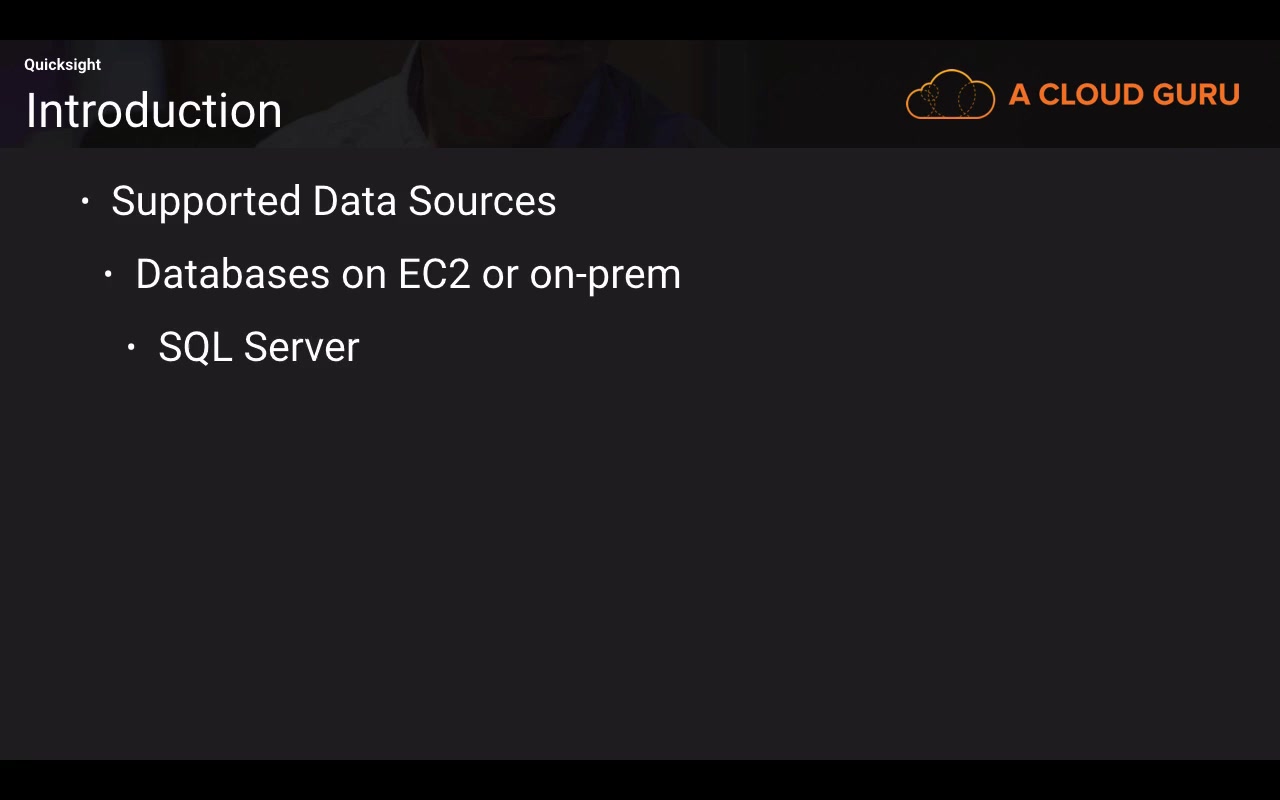 Quicksight
Introduction
A CLOUD GURU
· Supported Data Sources
· Databases on EC2 or on-prem
· SQL Server